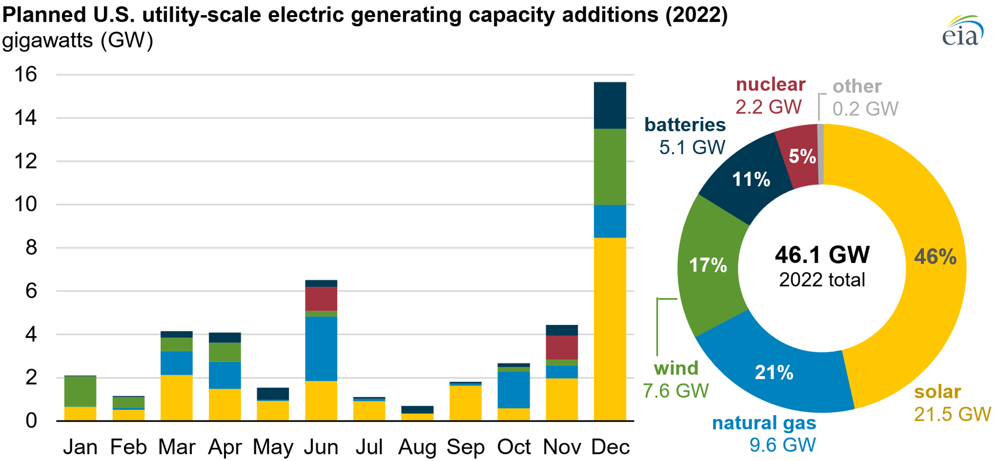 Planned U.S. utility-scale electric generating capacity additions (2022)
gigawatts (GW)
eia
16
14
12
10
8
6
4
2
0
Jan Feb Mar Apr May Jun Jul Aug Sep Oct Nov Dec
nuclear
2.2 GW
other
0.2 GW
batteries
5.1 GW
5%
11%
17%
46%
21%
46.1 GW
2022 total
wind
7.6 GW
solar
21.5 GW
natural gas
9.6 GW